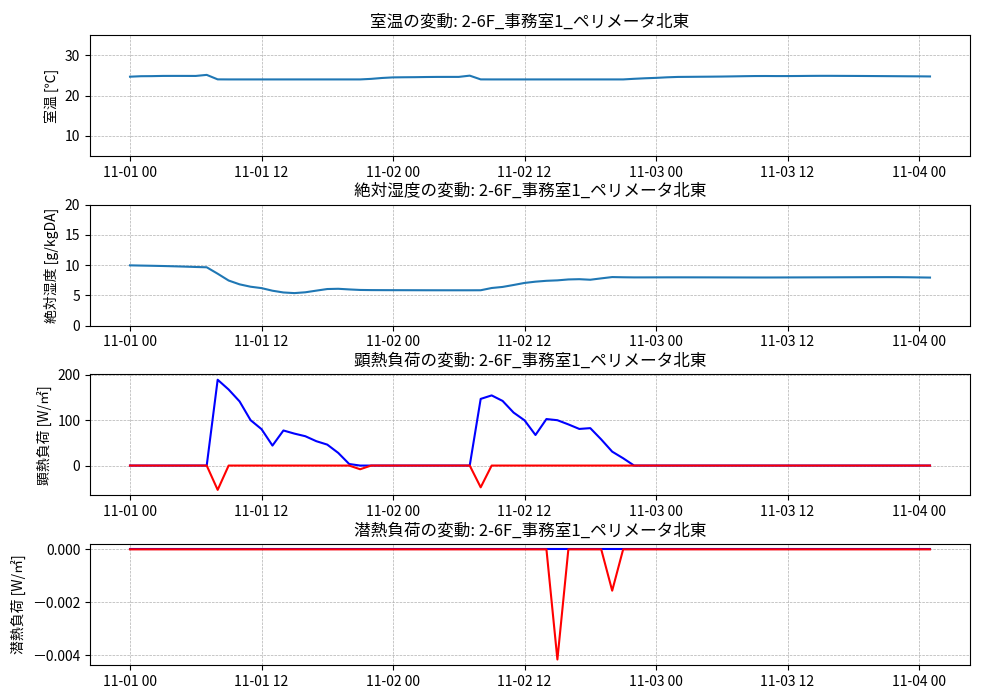 室温の変動: 2-6F_事務室1_ペリメータ北東
室温 [℃]
30
20
10
11-01 00 11-01 12 11-02 00 11-02 12 11-03 00 11-03 12 11-04 00
絶対湿度の変動: 2-6F_事務室1_ペリメータ北東
絶対湿度 [g/kgDA]
20
15
10
5
0
11-01 00 11-01 12 11-02 00 11-02 12 11-03 00 11-03 12 11-04 00
顕熱負荷の変動: 2-6F_事務室1_ペリメータ北東
顕熱負荷 [W/㎡]
200
100
0
11-01 00 11-01 12 11-02 00 11-02 12 11-03 00 11-03 12 11-04 00
潜熱負荷の変動: 2-6F_事務室1_ペリメータ北東
潜熱負荷 [W/㎡]
0.000
−0.002
−0.004
11-01 00 11-01 12 11-02 00 11-02 12 11-03 00 11-03 12 11-04 00